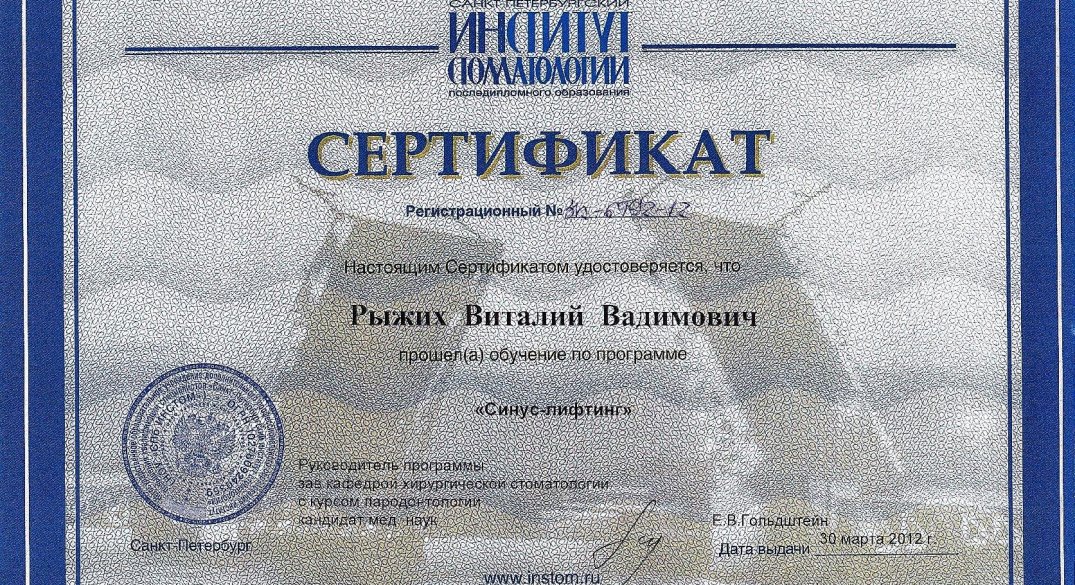 САНКТ-ПЕТЕРБУРГСКИЙ
ИНСТИТУТ
СТОМАТОЛОГИИ
последипломного образования
СЕРТИФИКАТ
Регистрационный №
Настоящим Сертификатом удостоверяется, что
Рыжих Виталий Вадимович
прошел(а) обучение по программе
«Синус-лифтинг»
Руководитель программы
зав кафедрой хирургической стоматологии
с курсом пародонтологии
кандидат мед. наук
Е.В.Гольдштейн
Санкт-Петербург
Дата выдачи 30 марта 2012 г.
www.instom.ru